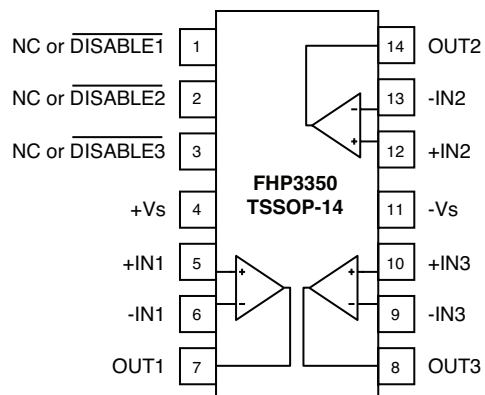 NC or DISABLE1 1
NC or DISABLE2 2
NC or DISABLE3 3
+Vs 4
+IN1 5
-IN1 6
OUT1 7
FHP3350
TSSOP-14
14 OUT2
13 -IN2
12 +IN2
11 -Vs
10 +IN3
9 -IN3
8 OUT3
-
+
+
-
+
-